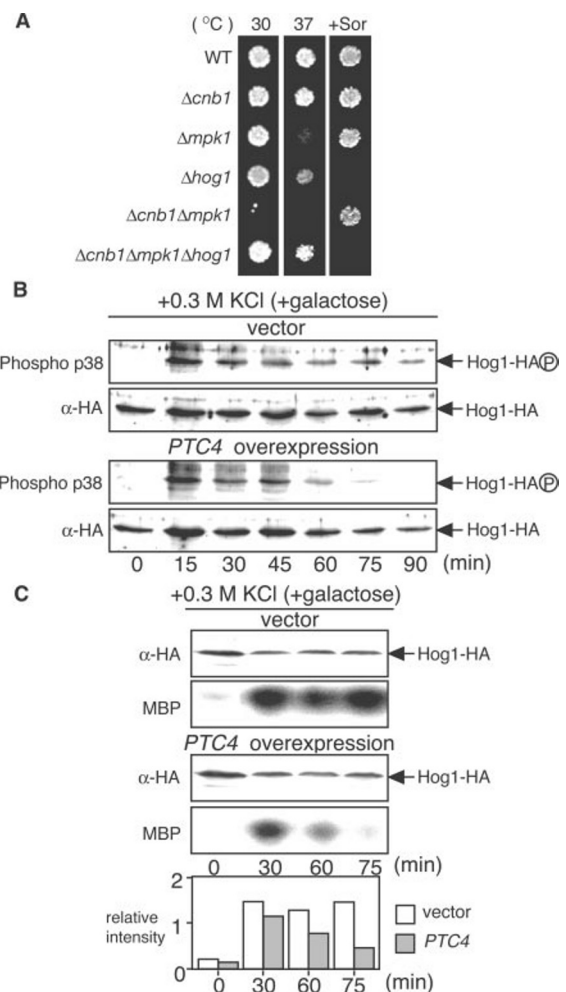 A
(°C) 30 37 +Sor
WT
Δcnb1
Δmpk1
Δhog1
Δcnb1Δmpk1
Δcnb1Δmpk1Δhog1
B
+0.3 M KCl (+galactose)
vector
Phospho p38 Hog1-HAⓅ
α-HA Hog1-HA
PTC4 overexpression
Phospho p38 Hog1-HAⓅ
α-HA Hog1-HA
0 15 30 45 60 75 90 (min)
C
+0.3 M KCl (+galactose)
vector
α-HA Hog1-HA
MBP
PTC4 overexpression
α-HA Hog1-HA
MBP
0 30 60 75 (min)
2
1
0
relative
intensity
vector
PTC4
0 30 60 75 (min)